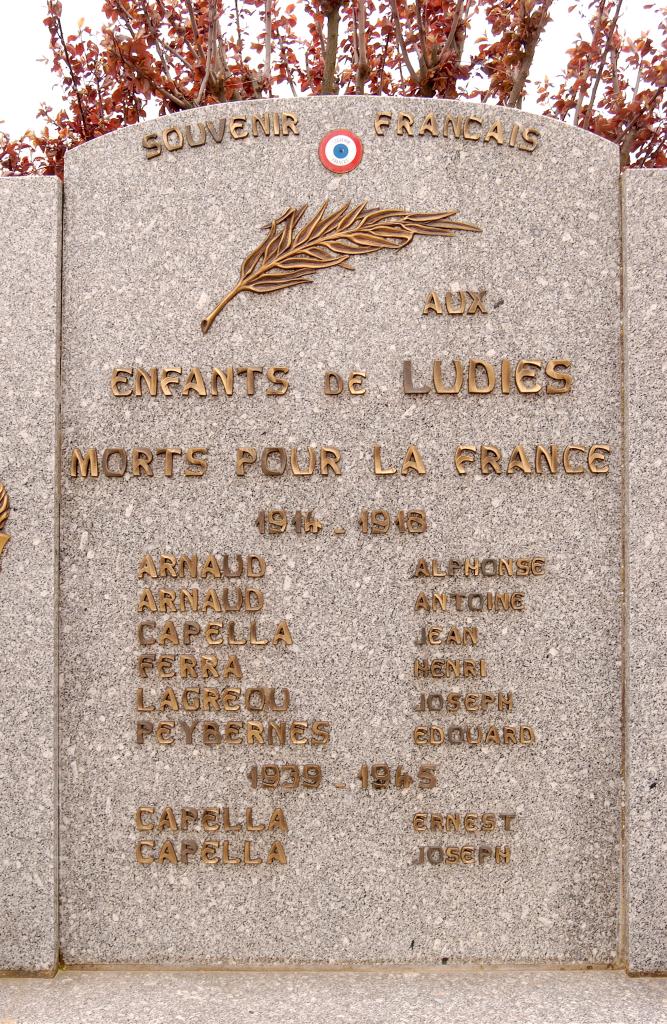 SOUVENIR FRANCAIS
AUX
ENFANTS DE LUDIES
MORTS POUR LA FRANCE
1914 - 1918
ARNAUD ALPHONSE
ARNAUD ANTOINE
CAPELLA JEAN
FERRA HENRI
LAGREOU JOSEPH
PEYBERNES EDOUARD
1939 - 1945
CAPELLA ERNEST
CAPELLA JOSEPH